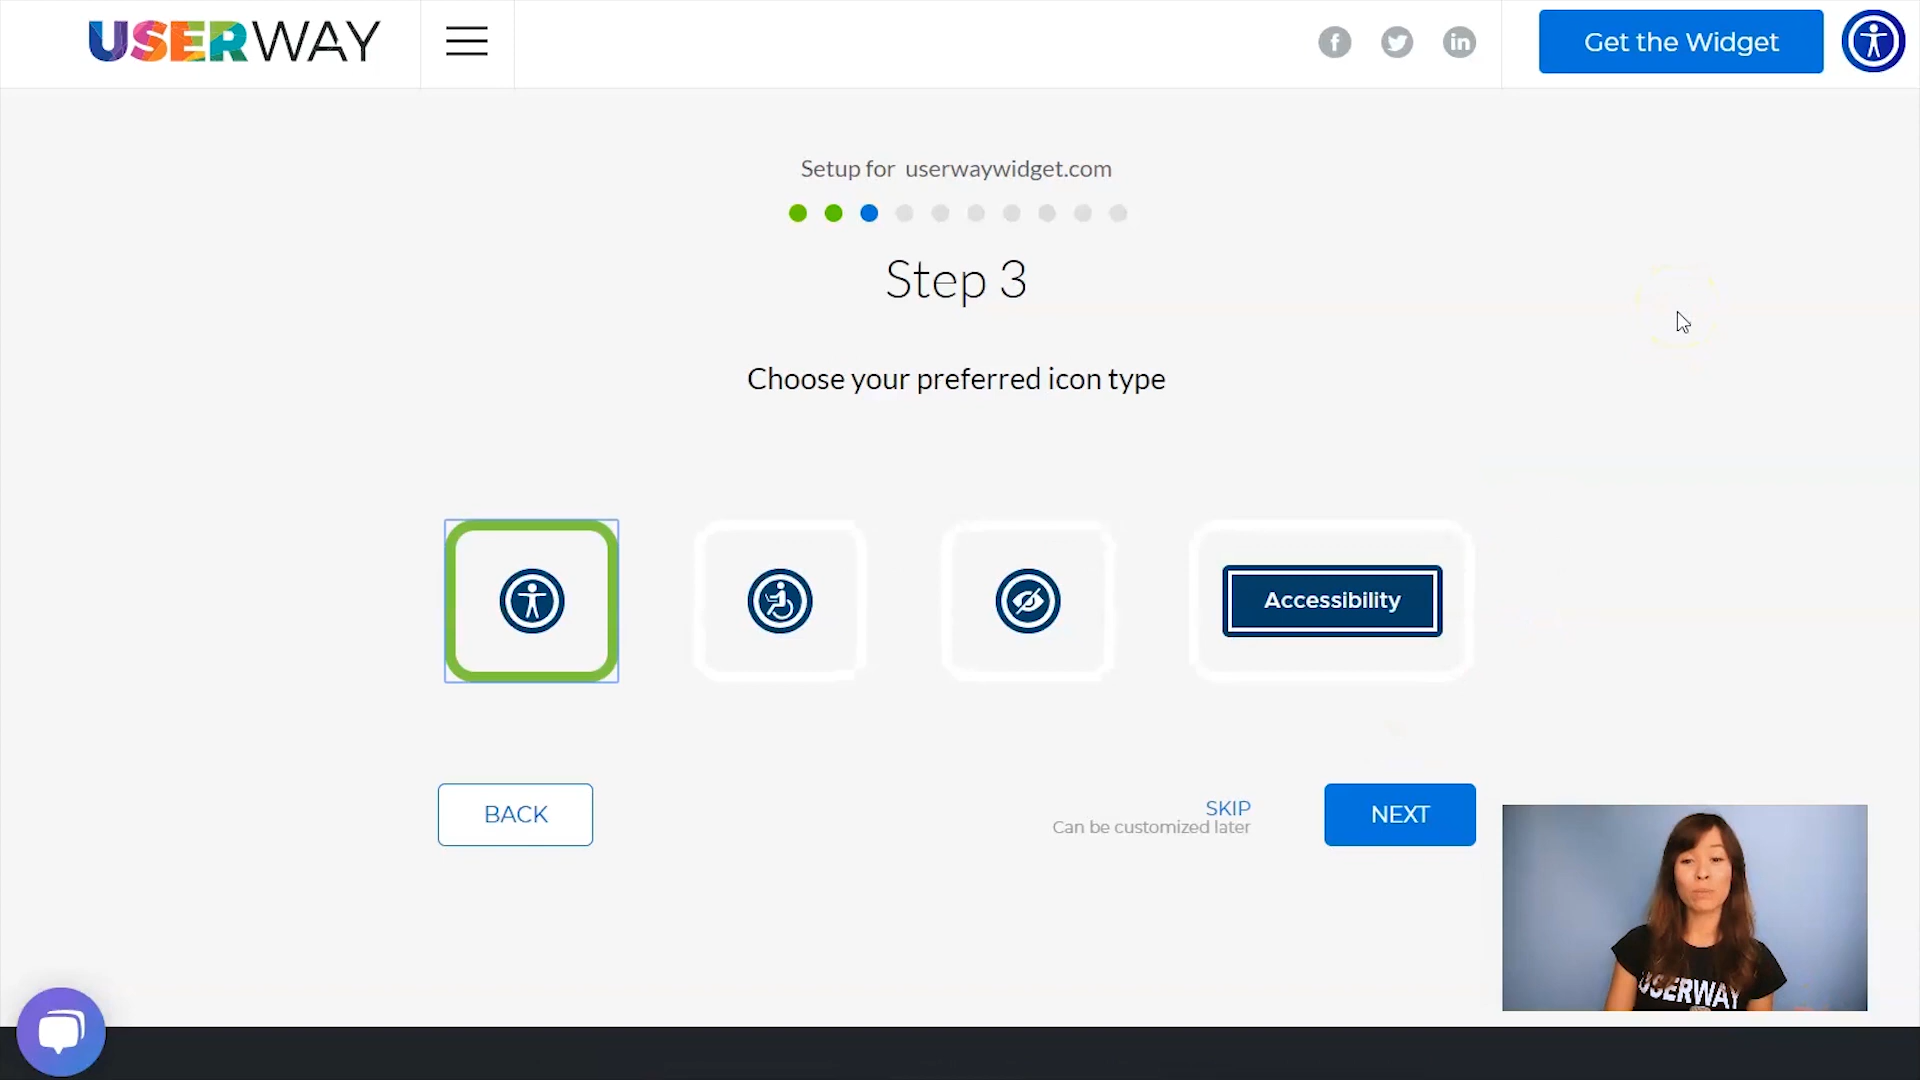 USERWAY
Get the Widget
Setup for userwaywidget.com
Step 3
Choose your preferred icon type
Accessibility
BACK
SKIP
Can be customized later
NEXT
USERWAY